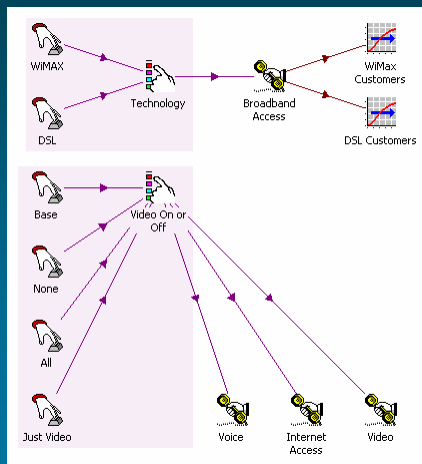 WiMAX
Technology
Broadband
Access
WiMax
Customers
DSL
DSL Customers
Base
Video On or
Off
None
All
Just Video
Voice
Internet
Access
Video